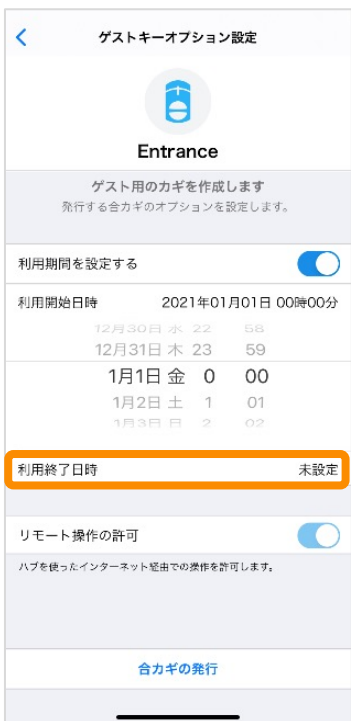 ゲストキーオプション設定
Entrance
ゲスト用のカギを作成します
発行する合カギのオプションを設定します。
利用期間を設定する
利用開始日時 2021年01月01日 00時00分
12月30日 水 22 58
12月31日 木 23 59
1月1日 金 0 00
1月2日 土 1 01
1月3日 日 2 02
利用終了日時 未設定
リモート操作の許可
ハブを使ったインターネット経由での操作を許可します。
合カギの発行